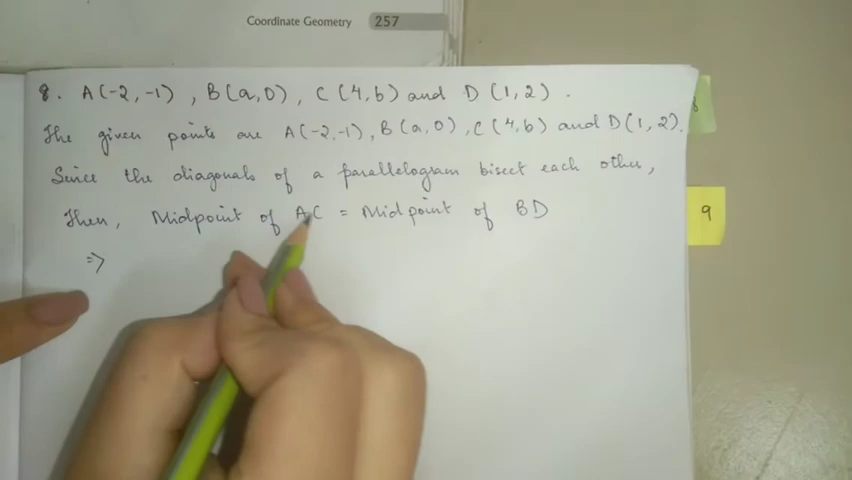 Coordinate Geometry 257
8. A(-2,-1), B(a,0), C(4,b) and D(1,2).
The given points are A(-2,-1), B(a,0), C(4,b) and D(1,2).
Since the diagonals of a parallelogram bisect each other,
Then, Midpoint of AC = Midpoint of BD
9
=>